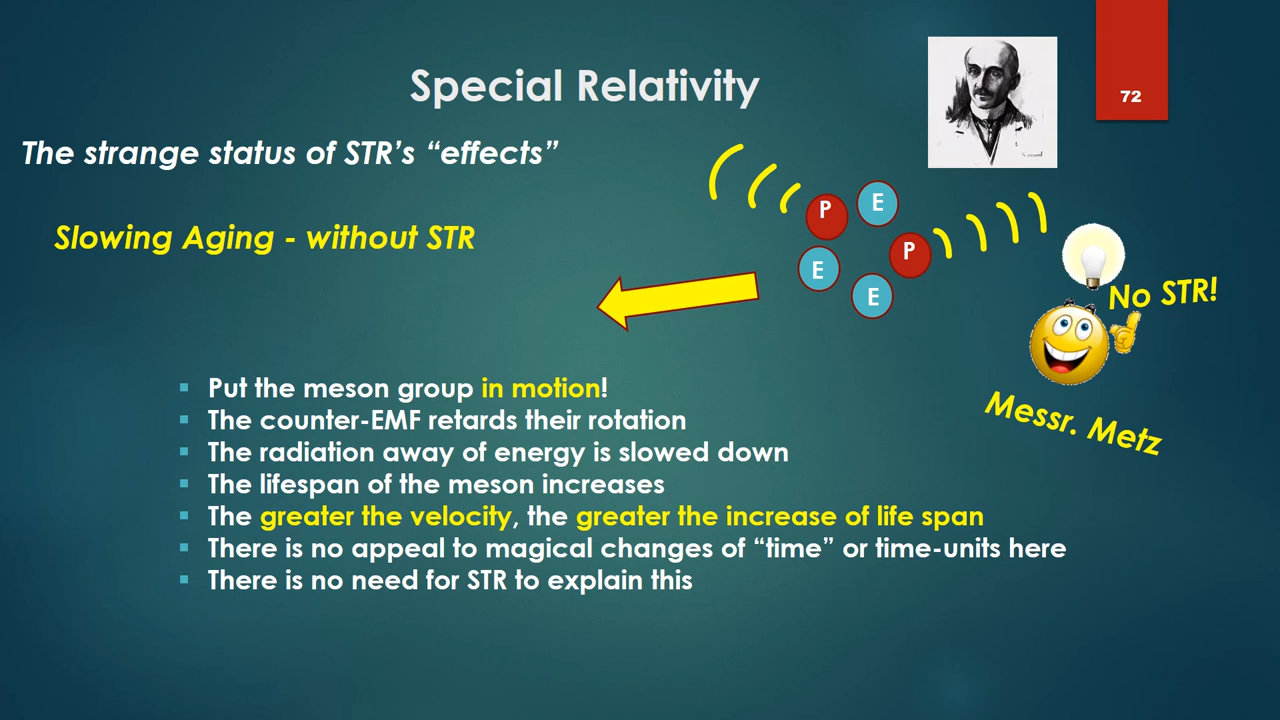 Special Relativity
72
The strange status of STR's “effects”
Slowing Aging - without STR
P
E
P
E
E
No STR!
Messr. Metz
Put the meson group in motion!
The counter-EMF retards their rotation
The radiation away of energy is slowed down
The lifespan of the meson increases
The greater the velocity, the greater the increase of life span
There is no appeal to magical changes of “time” or time-units here
There is no need for STR to explain this